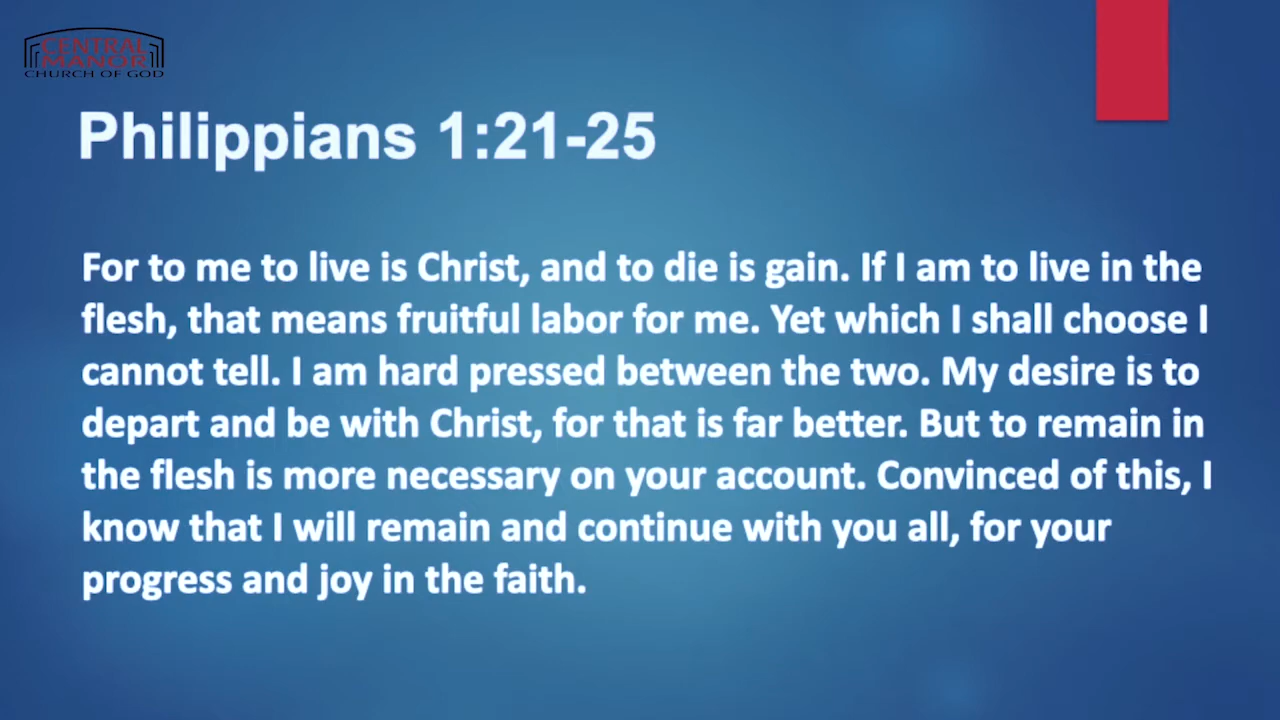 CENTRAL
MANOR
CHURCH OF GOD
Philippians 1:21-25
For to me to live is Christ, and to die is gain. If I am to live in the
flesh, that means fruitful labor for me. Yet which I shall choose I
cannot tell. I am hard pressed between the two. My desire is to
depart and be with Christ, for that is far better. But to remain in
the flesh is more necessary on your account. Convinced of this, I
know that I will remain and continue with you all, for your
progress and joy in the faith.